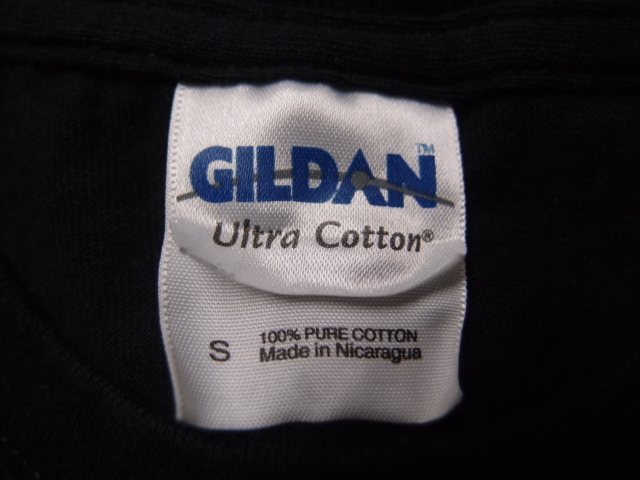 GILDAN™
Ultra Cotton®
S
100% PURE COTTON
Made in Nicaragua